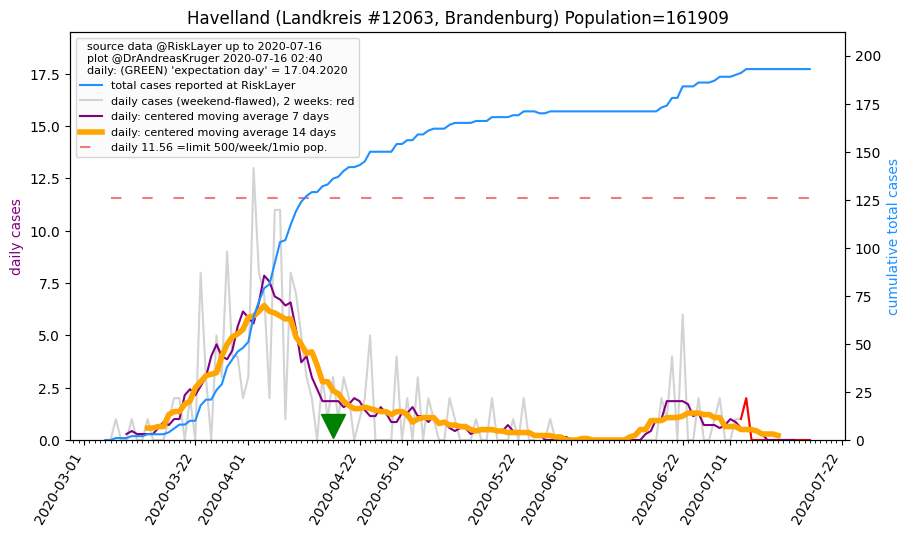 Havelland (Landkreis #12063, Brandenburg) Population=161909
source data @RiskLayer up to 2020-07-16
plot @DrAndreasKruger 2020-07-16 02:40
daily: (GREEN) 'expectation day' = 17.04.2020
total cases reported at RiskLayer
daily cases (weekend-flawed), 2 weeks: red
daily: centered moving average 7 days
daily: centered moving average 14 days
daily 11.56 =limit 500/week/1mio pop.
daily cases
17.5
15.0
12.5
10.0
7.5
5.0
2.5
0.0
200
175
150
125
100
75
50
25
0
cumulative total cases
2020-03-01
2020-03-22
2020-04-01
2020-04-22
2020-05-01
2020-05-22
2020-06-01
2020-06-22
2020-07-01
2020-07-22